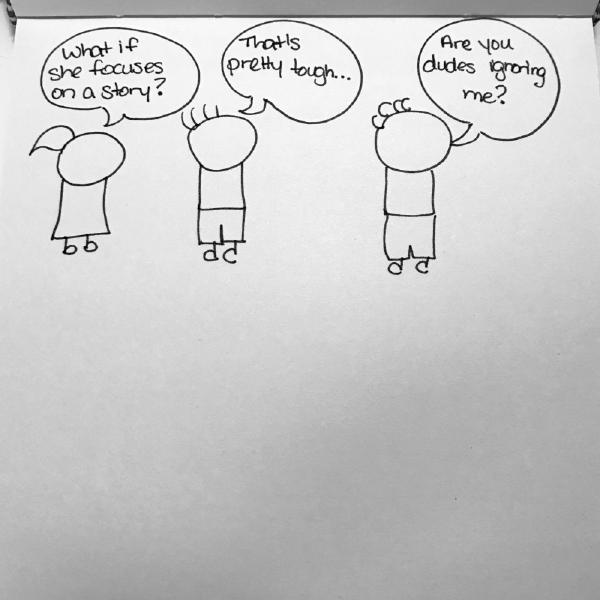 What if
she focuses
on a story?
That's
pretty tough...
Are you
dudes ignoring
me?